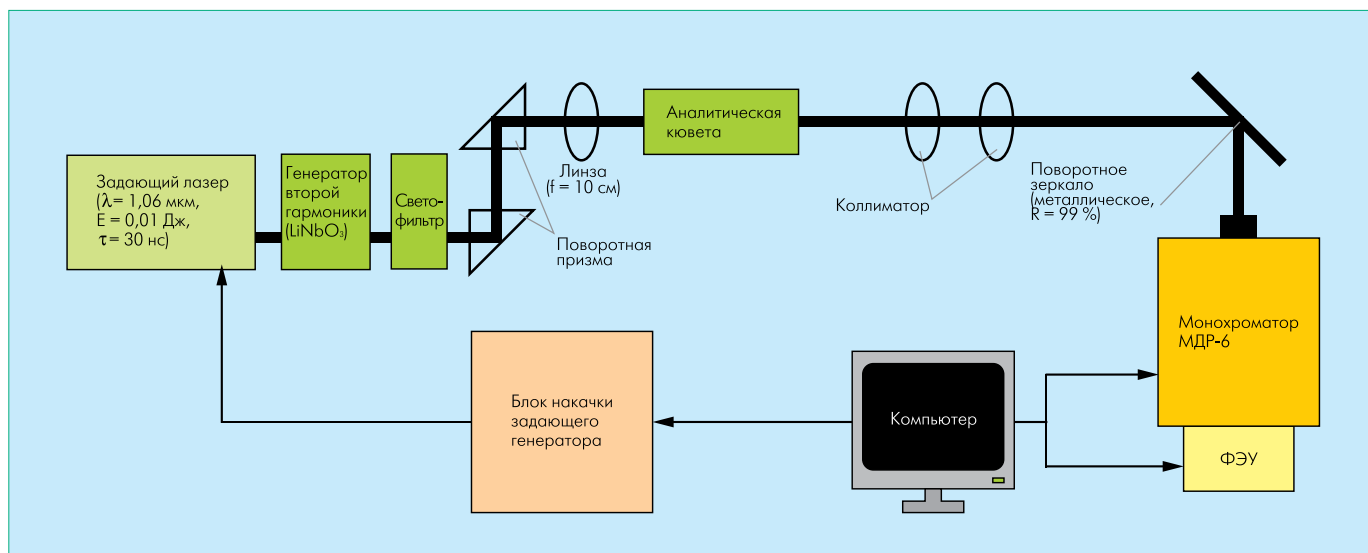 Задающий лазер
(λ= 1,06 мкм,
E = 0,01 Дж,
τ= 30 нс)
Генератор
второй
гармоники
(LiNbO₃)
Свето-
фильтр
Поворотная
призма
Линза
(f = 10 см)
Аналитическая
кювета
Коллиматор
Поворотное
зеркало
(металлическое,
R = 99 %)
Монохроматор
МДР-6
ФЭУ
Компьютер
Блок накачки
задающего
генератора